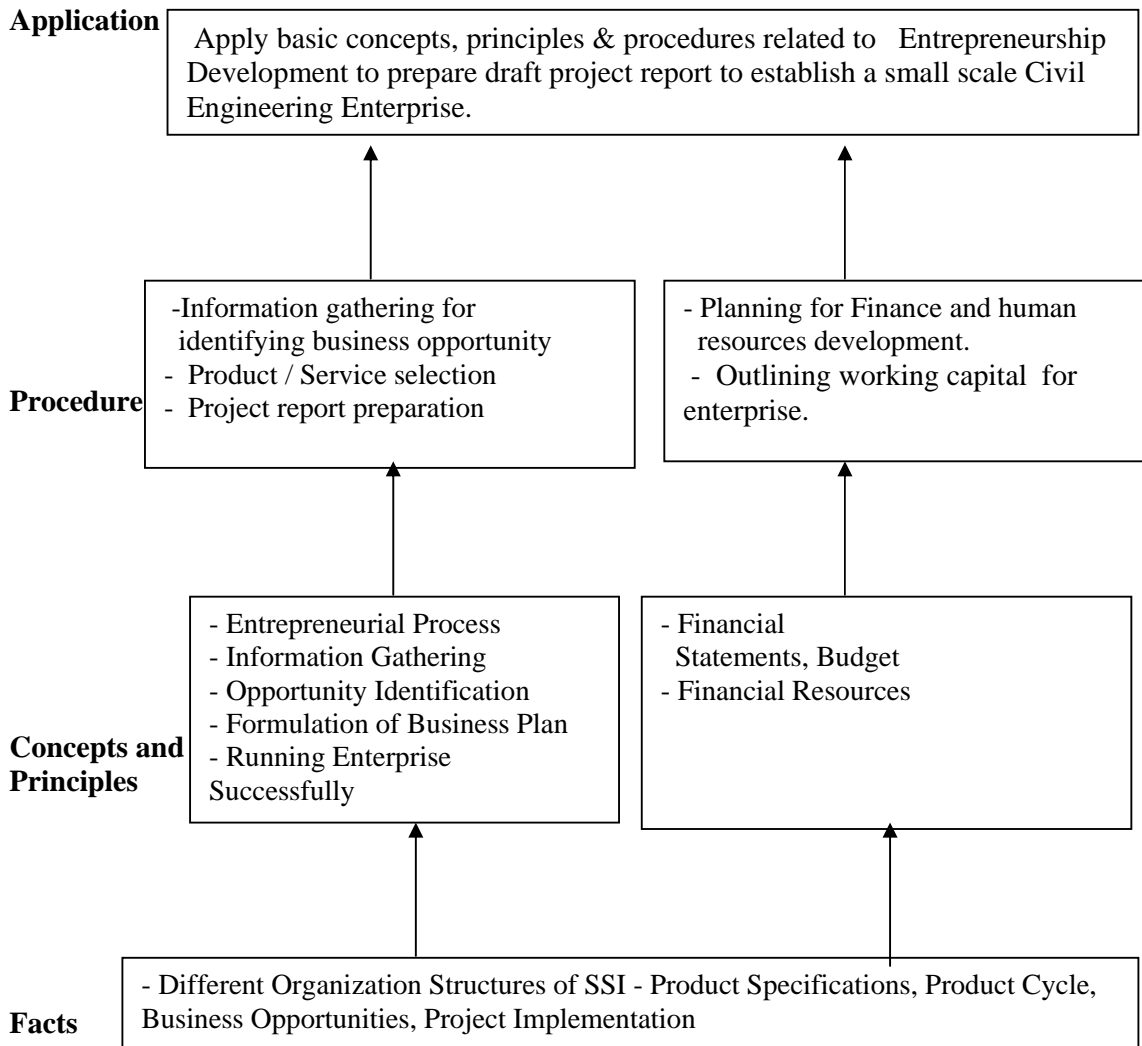 Application
Apply basic concepts, principles & procedures related to Entrepreneurship
Development to prepare draft project report to establish a small scale Civil
Engineering Enterprise.
Procedure
-Information gathering for
identifying business opportunity
- Product / Service selection
- Project report preparation
- Planning for Finance and human
resources development.
- Outlining working capital for
enterprise.
Concepts and
Principles
- Entrepreneurial Process
- Information Gathering
- Opportunity Identification
- Formulation of Business Plan
- Running Enterprise
Successfully
- Financial
Statements, Budget
- Financial Resources
Facts
- Different Organization Structures of SSI - Product Specifications, Product Cycle,
Business Opportunities, Project Implementation